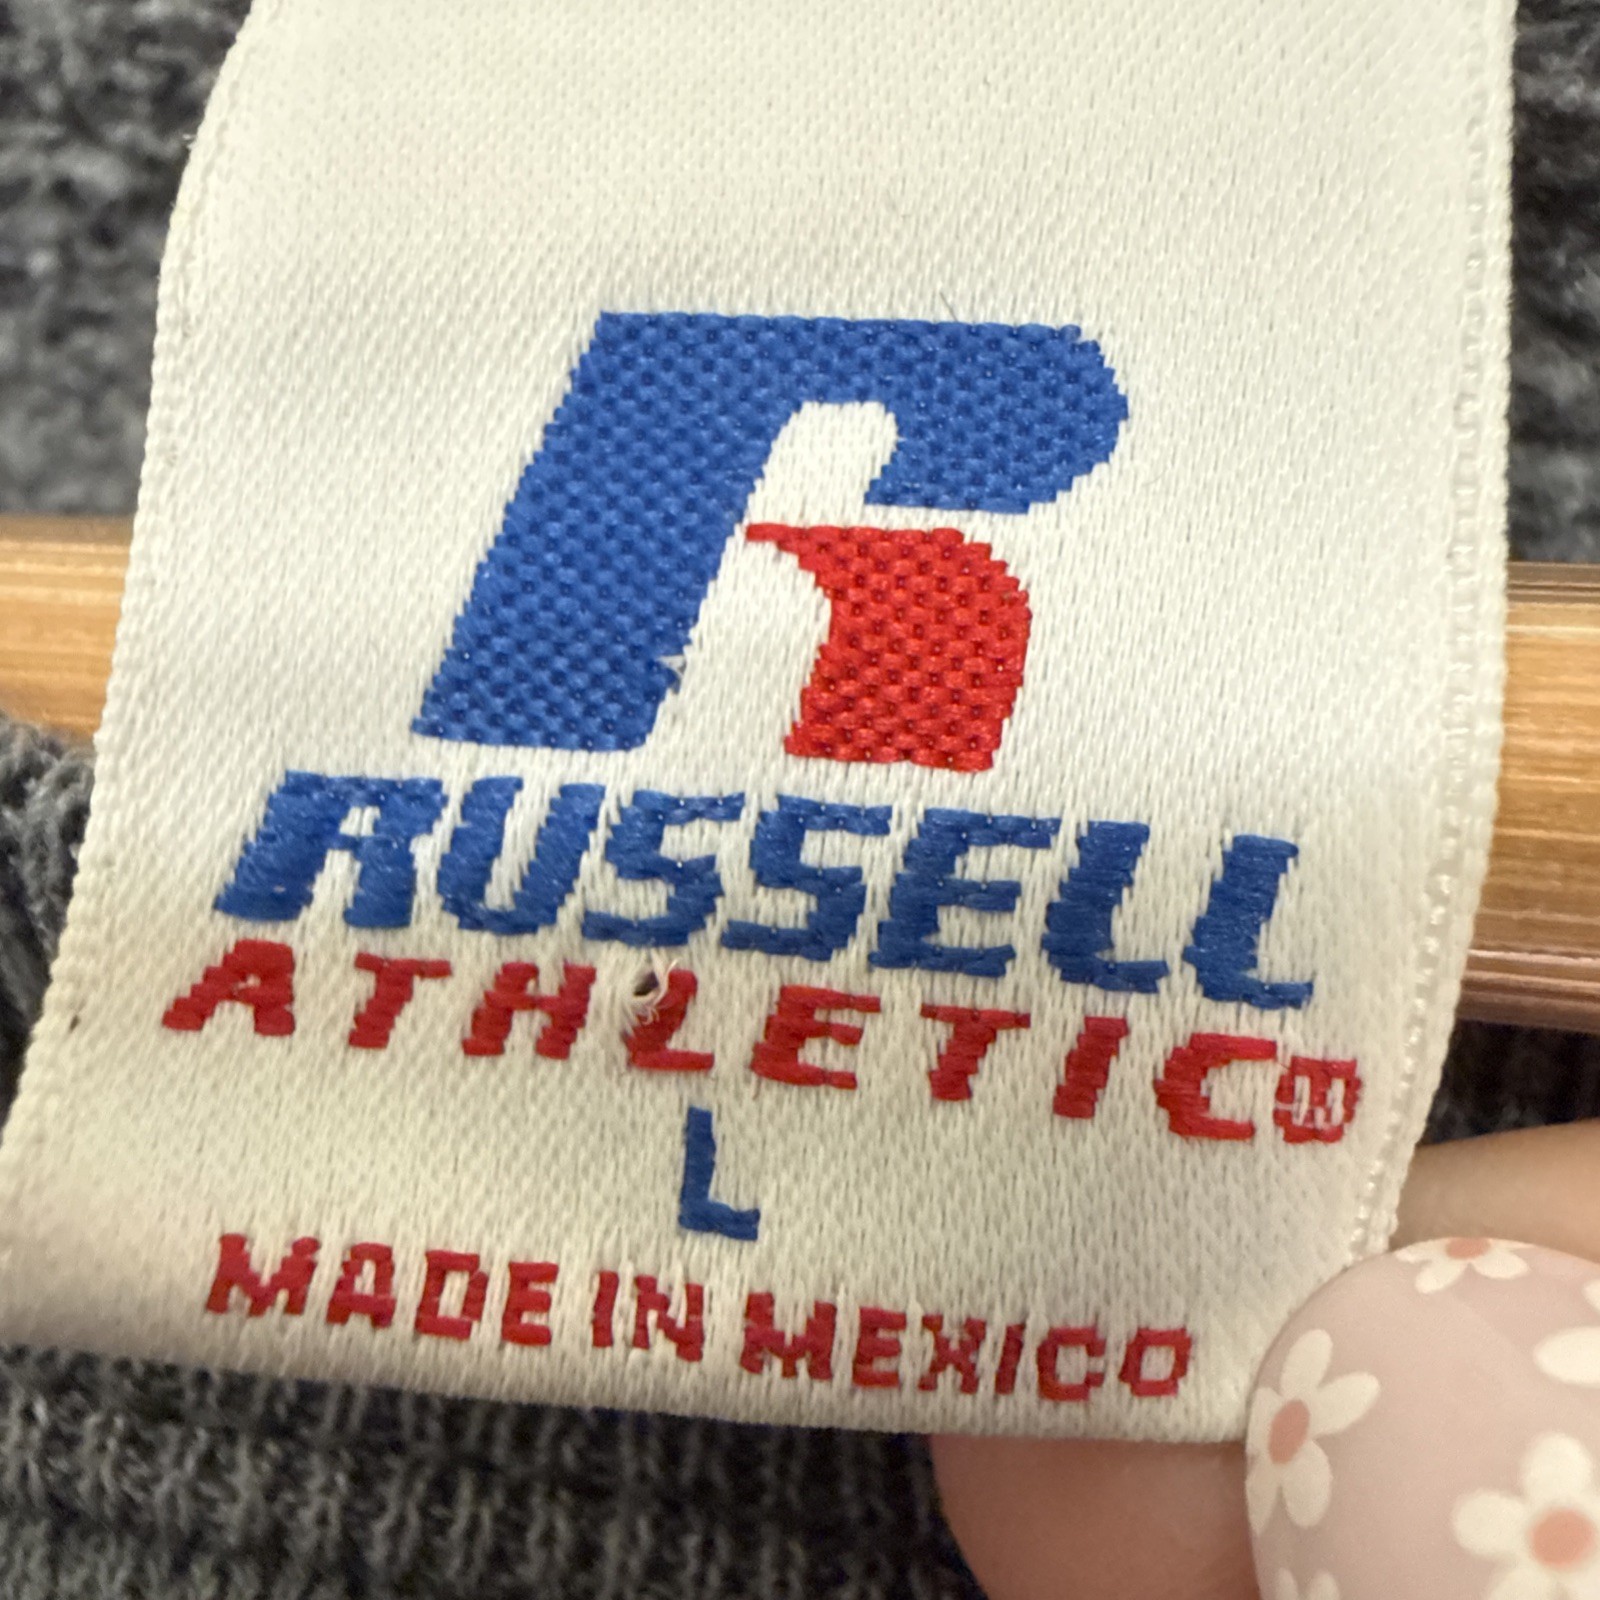 R
RUSSELL
ATHLETIC®
L
MADE IN MEXICO